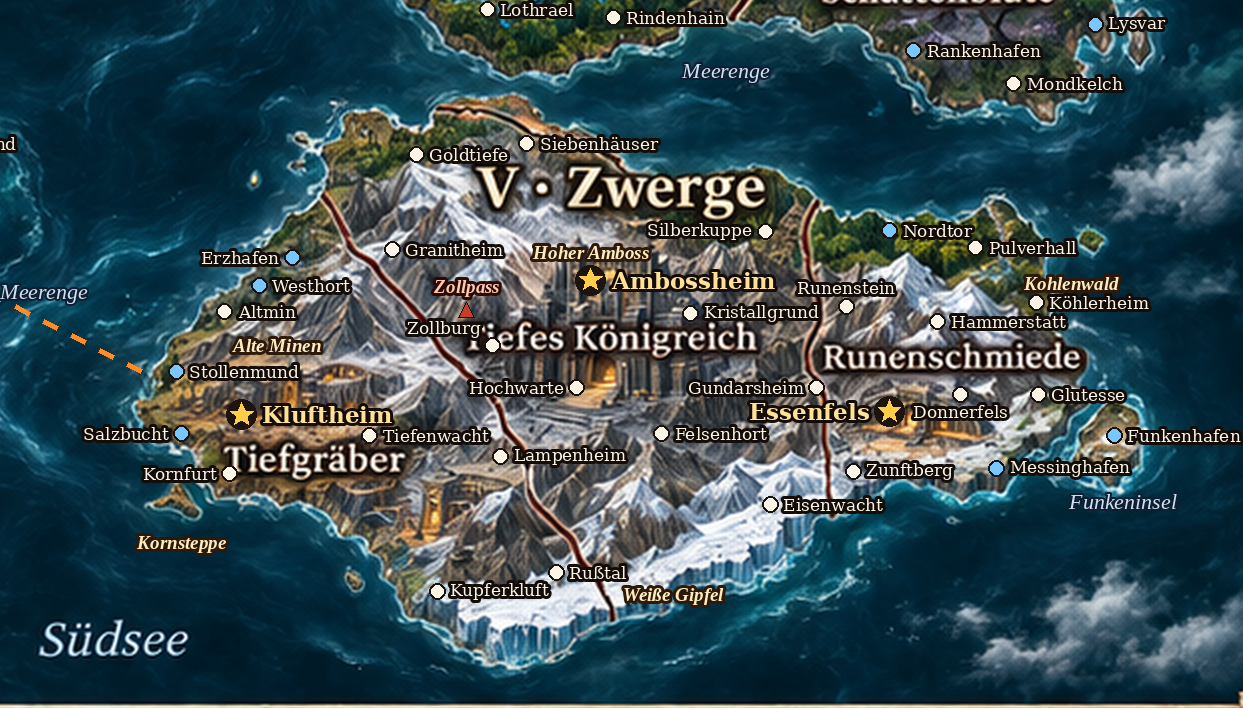 Lothrael
Rindenhain
Lysvar
Rankenhafen
Meerenge
Mondkelch
nd
Goldtiefe
Siebenhäuser
V · Zwerge
Silberkuppe
Nordtor
Pulverhall
Granitheim
Hoher Amboss
Erzhafen
Ambossheim
Westhort
Zollpass
Runenstein
Kohlenwald
Meerenge
Köhlerheim
Altmin
Kristallgrund
Hammerstatt
Zollburg
Tiefes Königreich
Alte Minen
Runenschmiede
Stollenmund
Hochwarte
Gundarsheim
Glutesse
Kluftheim
Essenfels
Donnerfels
Salzbucht
Tiefenwacht
Felsenhort
Funkenhafen
Tiefgräber
Lampenheim
Kornfurt
Zunftberg
Messinghafen
Eisenwacht
Funkeninsel
Kornsteppe
Rußtal
Kupferkluft
Weiße Gipfel
Südsee